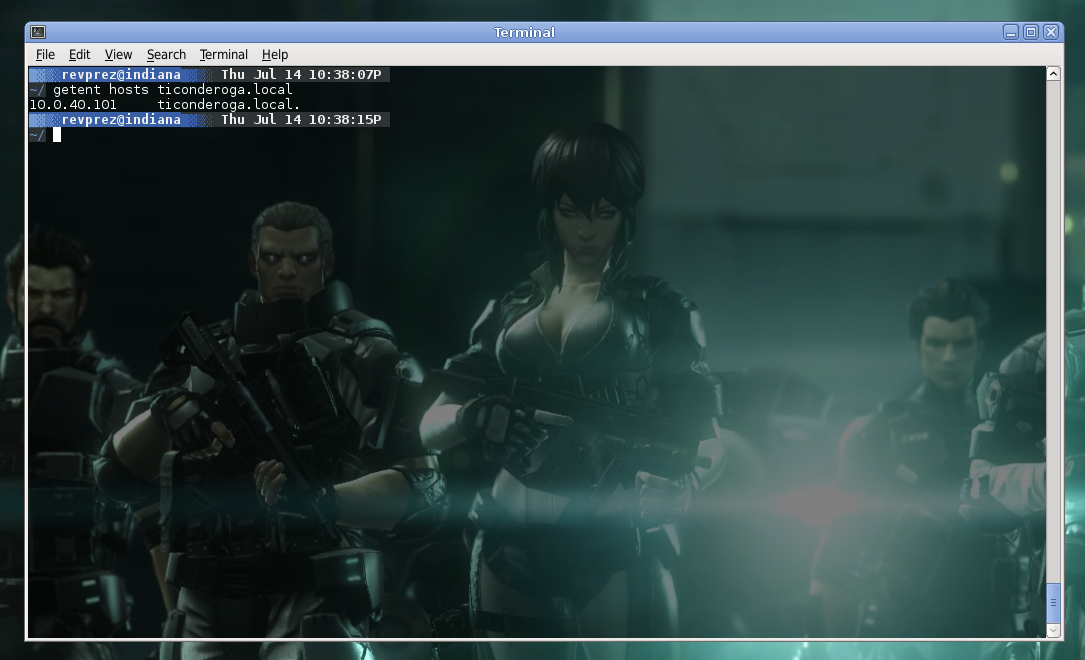 Terminal
File Edit View Search Terminal Help
revprez@indiana Thu Jul 14 10:38:07P
~/ getent hosts ticonderoga.local
10.0.40.101 ticonderoga.local.
revprez@indiana Thu Jul 14 10:38:15P
~/